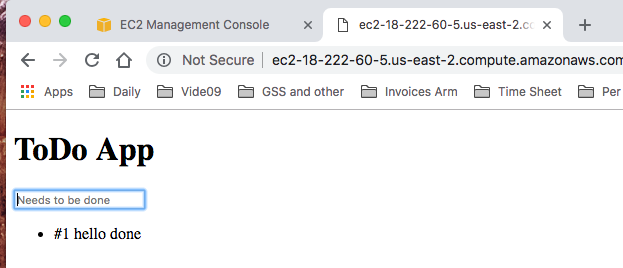 EC2 Management Console
ec2-18-222-60-5.us-east-2.co
Not Secure | ec2-18-222-60-5.us-east-2.compute.amazonaws.com
Apps Daily Vide09 GSS and other Invoices Arm Time Sheet Per
ToDo App
Needs to be done
• #1 hello done